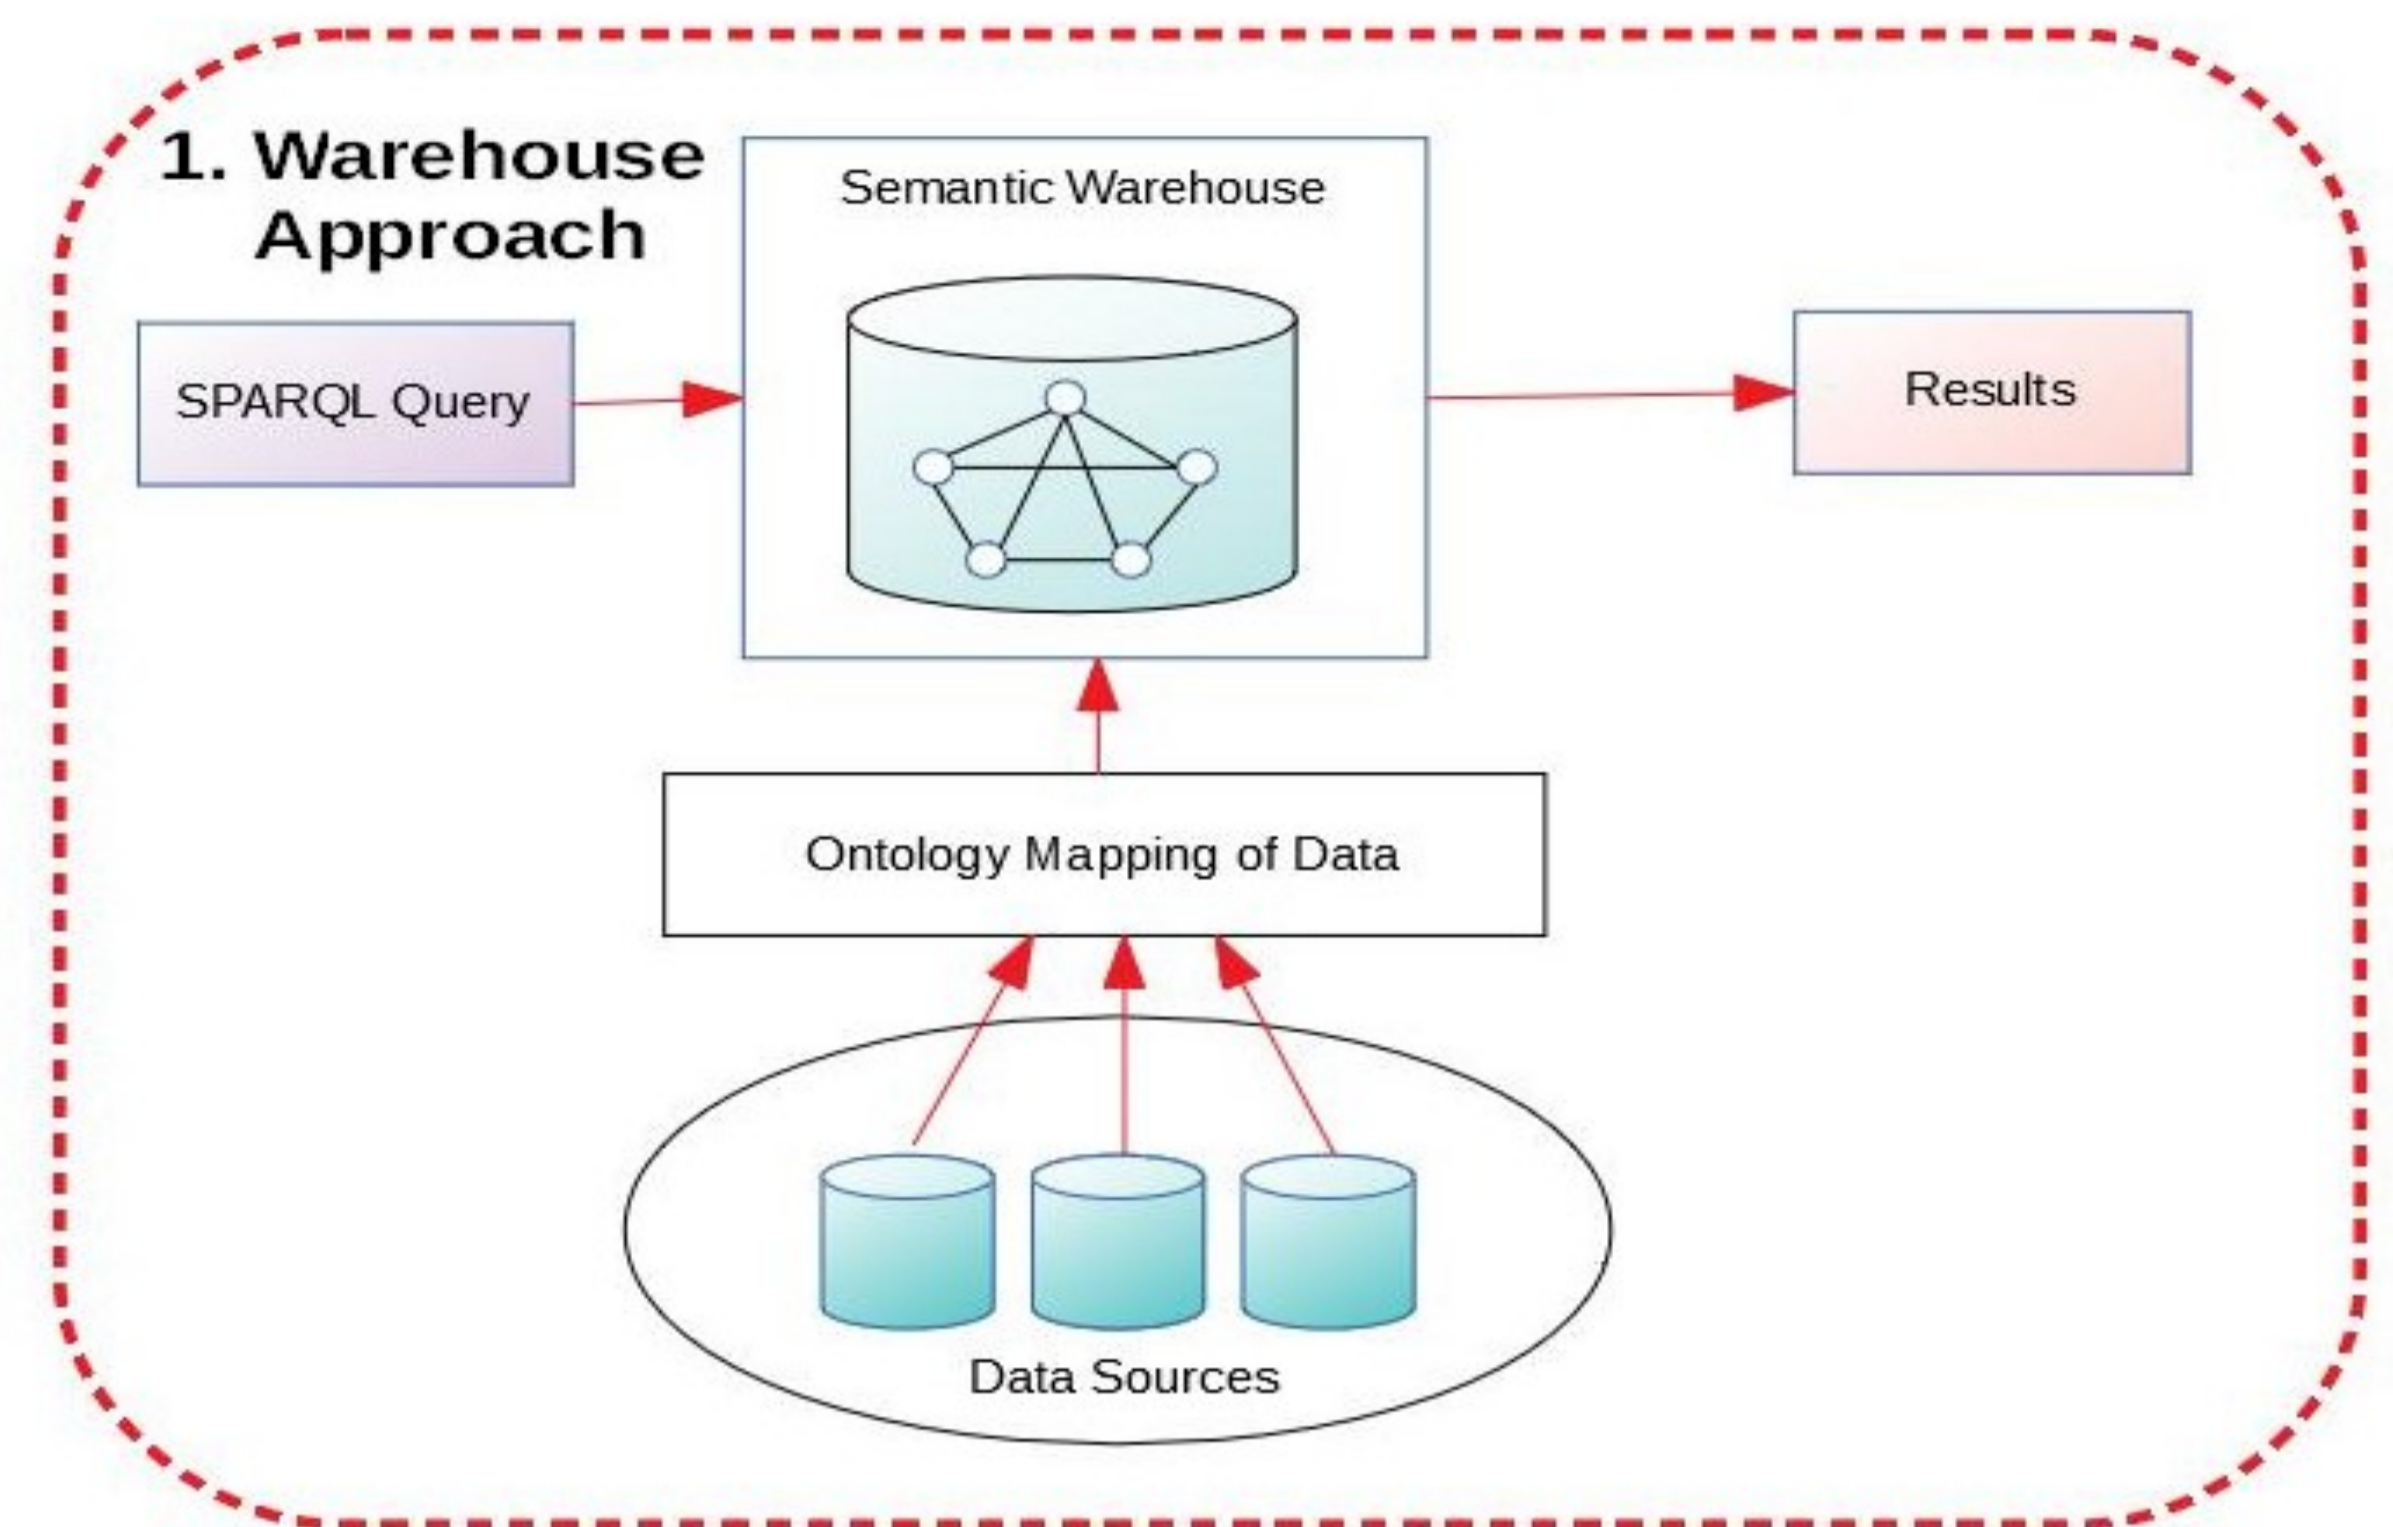 1. Warehouse
Approach
Semantic Warehouse
SPARQL Query
Results
Ontology Mapping of Data
Data Sources